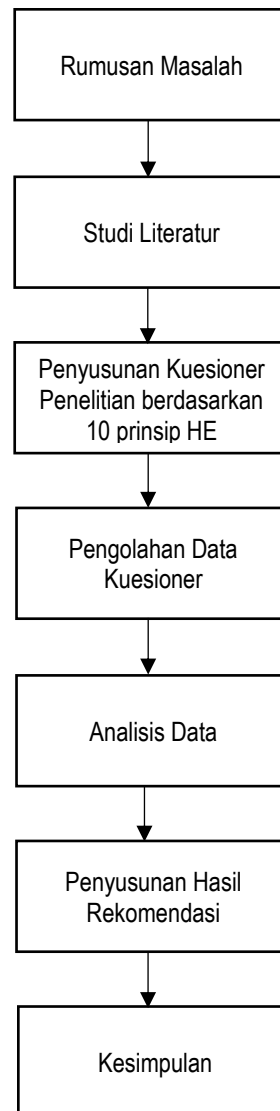 Rumusan Masalah
Studi Literatur
Penyusunan Kuesioner
Penelitian berdasarkan
10 prinsip HE
Pengolahan Data
Kuesioner
Analisis Data
Penyusunan Hasil
Rekomendasi
Kesimpulan